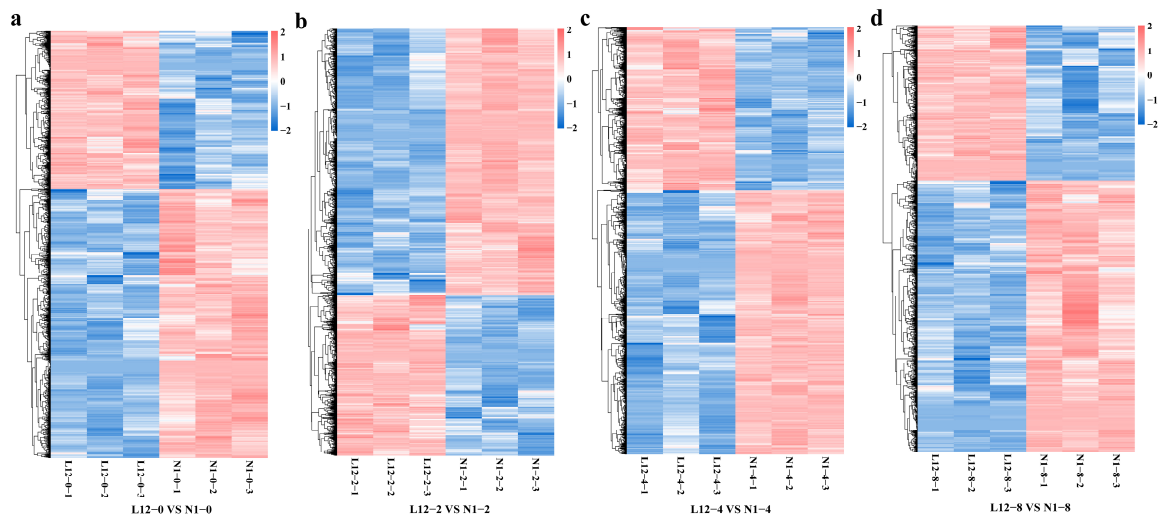 a
b
c
d
2
1
0
−1
−2
2
1
0
−1
−2
2
1
0
−1
−2
2
1
0
−1
−2
L12−0−1
L12−0−2
L12−0−3
N1−0−1
N1−0−2
N1−0−3
L12−2−1
L12−2−2
L12−2−3
N1−2−1
N1−2−2
N1−2−3
L12−4−1
L12−4−2
L12−4−3
N1−4−1
N1−4−2
N1−4−3
L12−8−1
L12−8−2
L12−8−3
N1−8−1
N1−8−2
N1−8−3
L12−0 VS N1−0
L12−2 VS N1−2
L12−4 VS N1−4
L12−8 VS N1−8